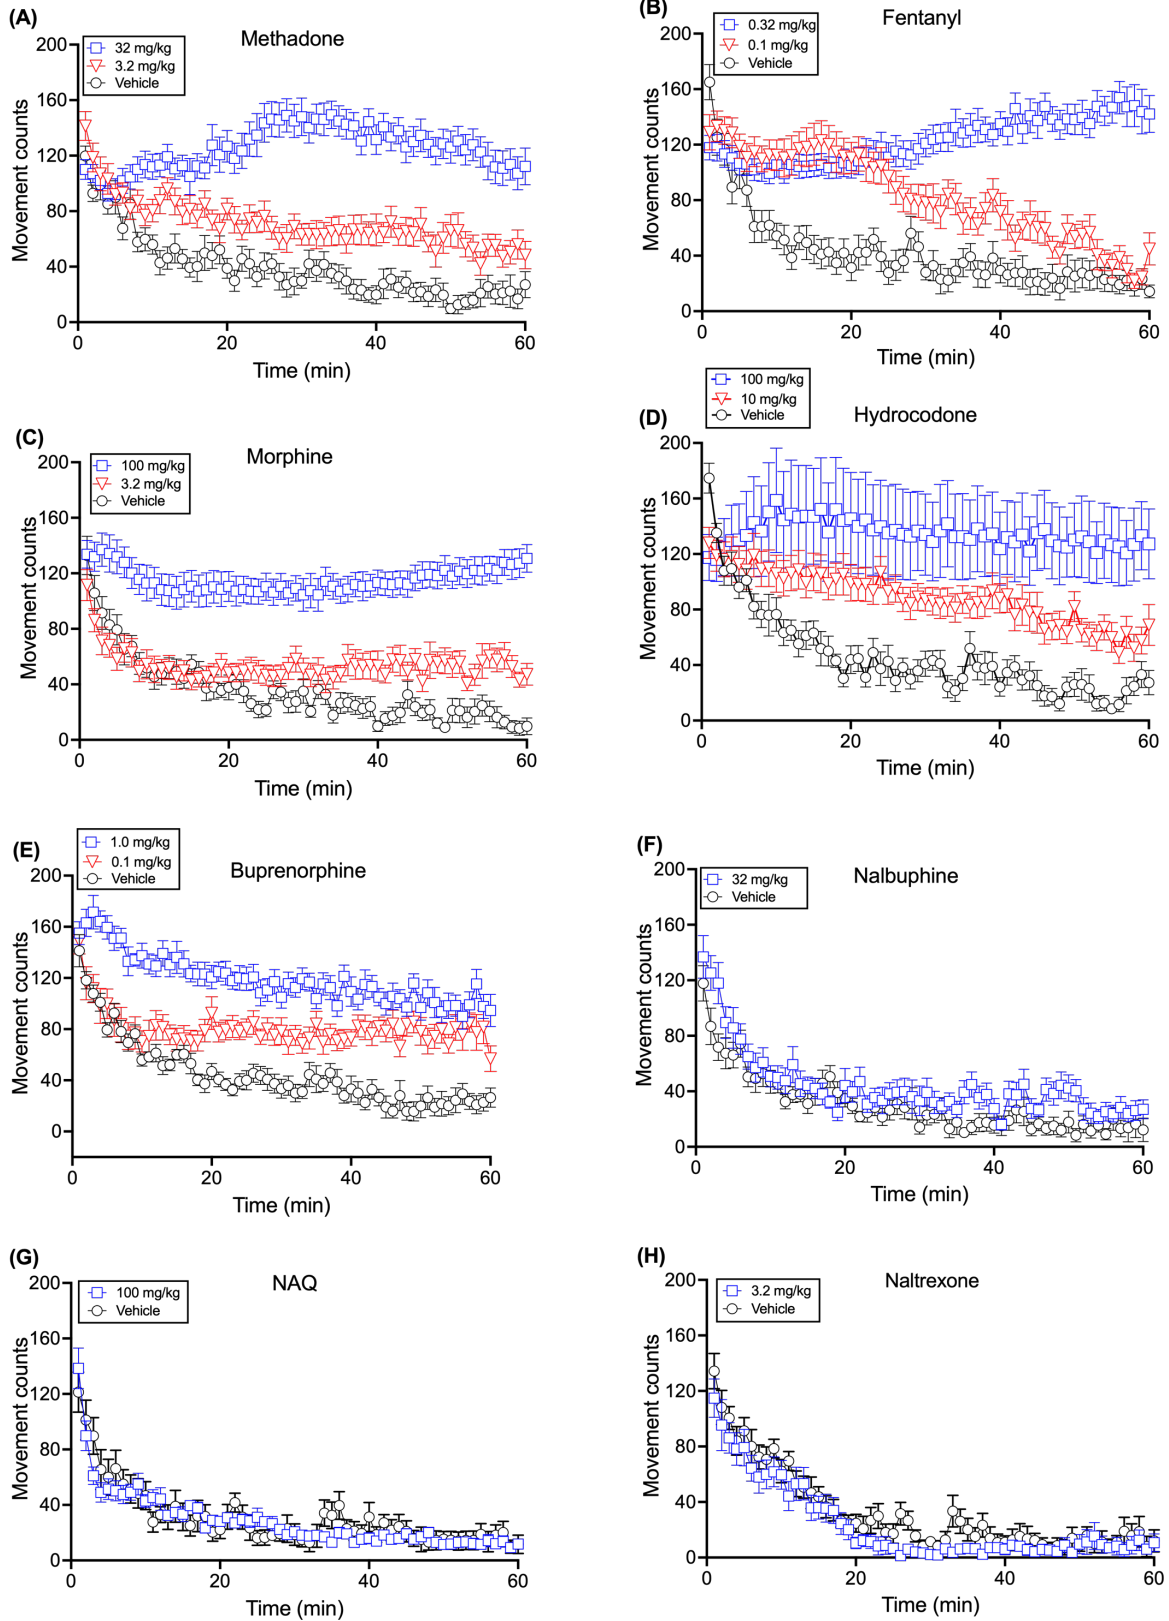 (A)
Methadone
32 mg/kg
3.2 mg/kg
Vehicle
Movement counts
200
160
120
80
40
0
0
20
40
60
Time (min)
(B)
Fentanyl
0.32 mg/kg
0.1 mg/kg
Vehicle
Movement counts
200
160
120
80
40
0
0
20
40
60
Time (min)
(C)
Morphine
100 mg/kg
3.2 mg/kg
Vehicle
Movement counts
200
160
120
80
40
0
0
20
40
60
Time (min)
(D)
Hydrocodone
100 mg/kg
10 mg/kg
Vehicle
Movement counts
200
160
120
80
40
0
0
20
40
60
Time (min)
(E)
Buprenorphine
1.0 mg/kg
0.1 mg/kg
Vehicle
Movement counts
200
160
120
80
40
0
0
20
40
60
Time (min)
(F)
Nalbuphine
32 mg/kg
Vehicle
Movement counts
200
160
120
80
40
0
0
20
40
60
Time (min)
(G)
NAQ
100 mg/kg
Vehicle
Movement counts
200
160
120
80
40
0
0
20
40
60
Time (min)
(H)
Naltrexone
3.2 mg/kg
Vehicle
Movement counts
200
160
120
80
40
0
0
20
40
60
Time (min)